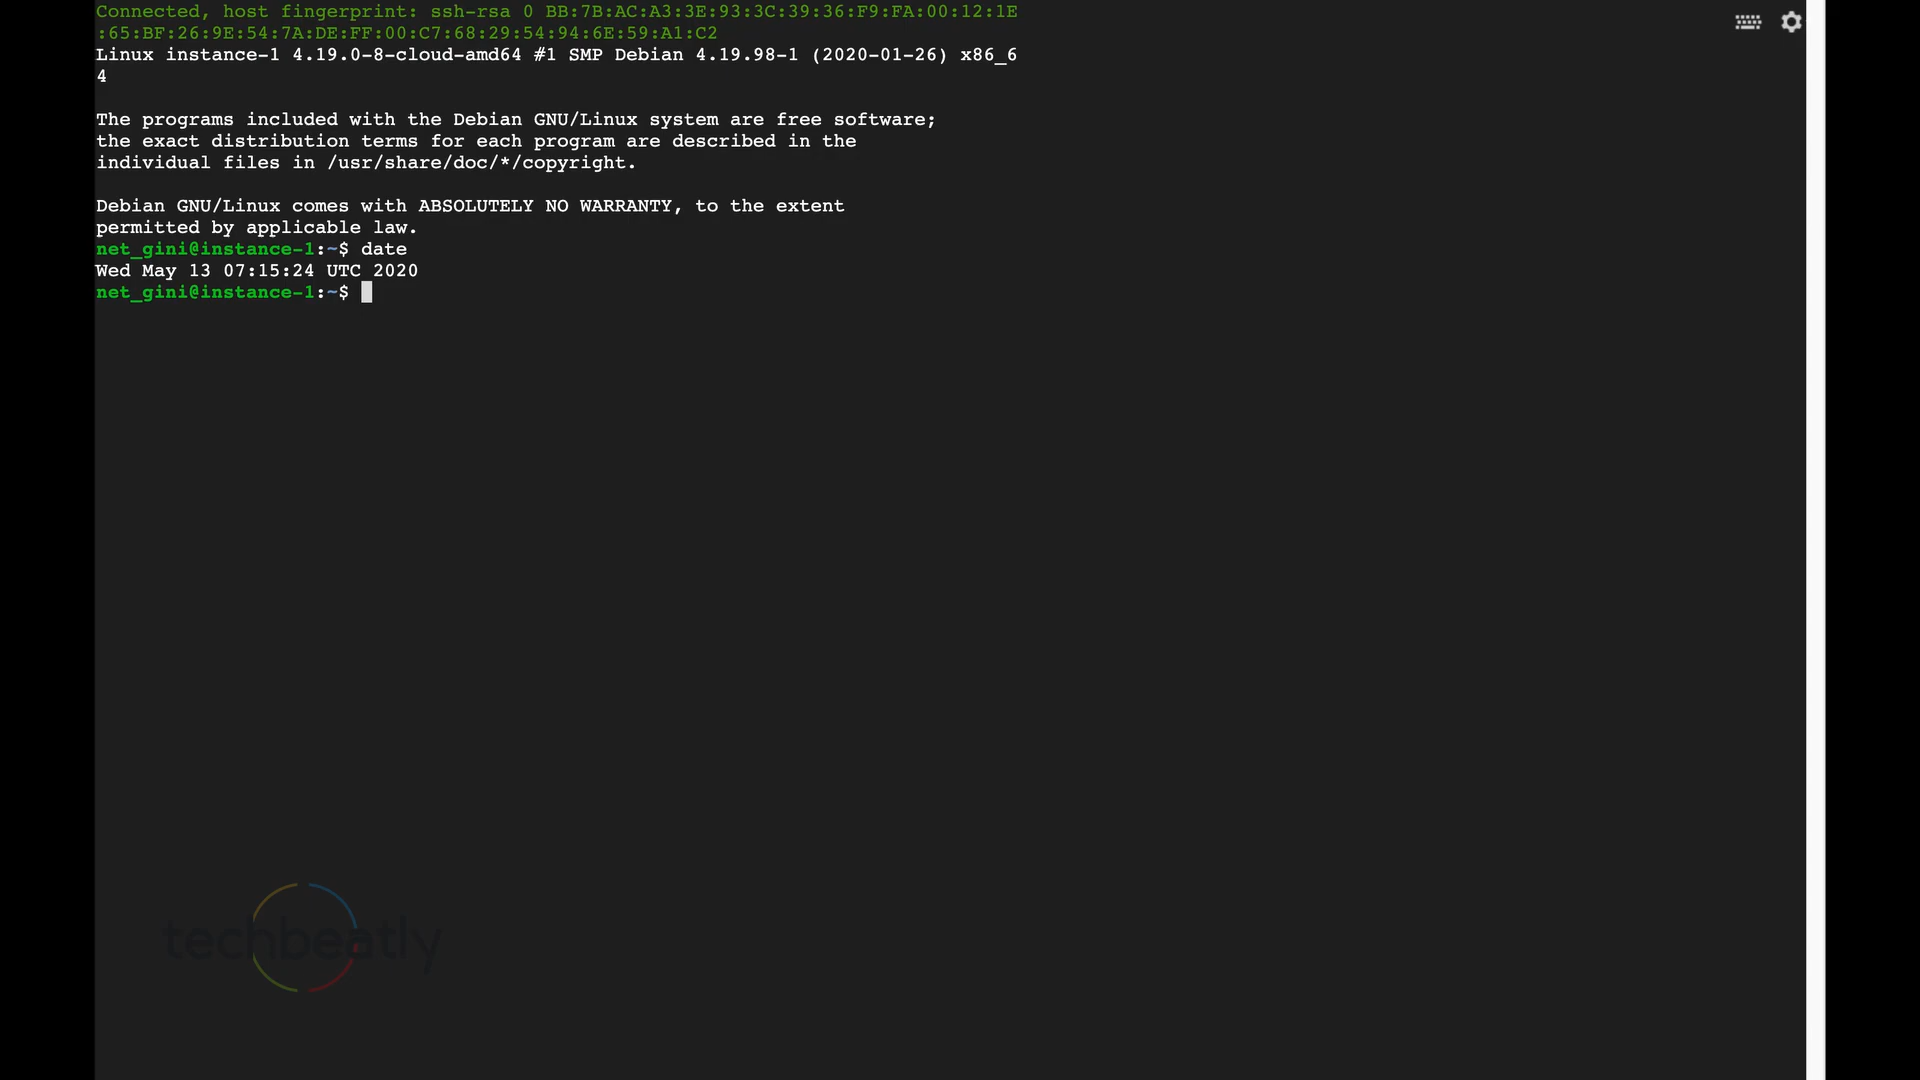 Connected, host fingerprint: ssh-rsa 0 BB:7B:AC:A3:3E:93:3C:39:36:F9:FA:00:12:1E
:65:BF:26:9E:54:7A:DE:FF:00:C7:68:29:54:94:6E:59:A1:C2
Linux instance-1 4.19.0-8-cloud-amd64 #1 SMP Debian 4.19.98-1 (2020-01-26) x86_6
4
The programs included with the Debian GNU/Linux system are free software;
the exact distribution terms for each program are described in the
individual files in /usr/share/doc/*/copyright.
Debian GNU/Linux comes with ABSOLUTELY NO WARRANTY, to the extent
permitted by applicable law.
net_gini@instance-1:~$ date
Wed May 13 07:15:24 UTC 2020
net_gini@instance-1:~$
techbeatly